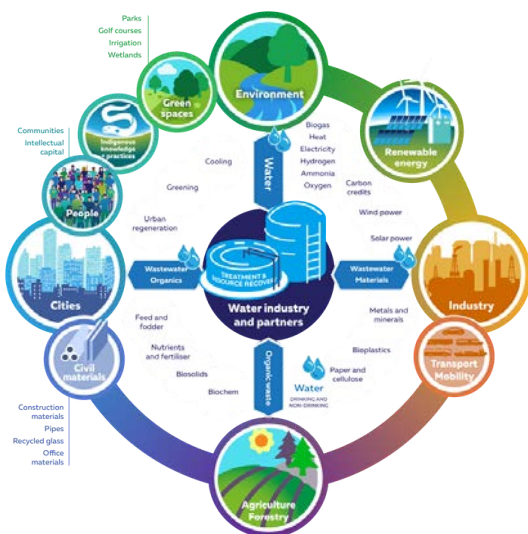 Parks
Golf courses
Irrigation
Wetlands
Green
spaces
Environment
Communities
Intellectual
capital
Indigenous
knowledge
+ practices
People
Cooling
Greening
Urban
regeneration
Water
Biogas
Heat
Electricity
Hydrogen
Ammonia
Oxygen
Carbon
credits
Wind power
Solar power
Renewable
energy
Cities
Wastewater
Organics
TREATMENT &
RESOURCE RECOVERY
Water industry
and partners
Wastewater
Materials
Industry
Feed and
fodder
Nutrients
and fertiliser
Biosolids
Biochem
Organic waste
Water
DRINKING AND
NON-DRINKING
Metals and
minerals
Bioplastics
Paper and
cellulose
Transport
Mobility
Civil
materials
Construction
materials
Pipes
Recycled glass
Office
materials
Agriculture
Forestry